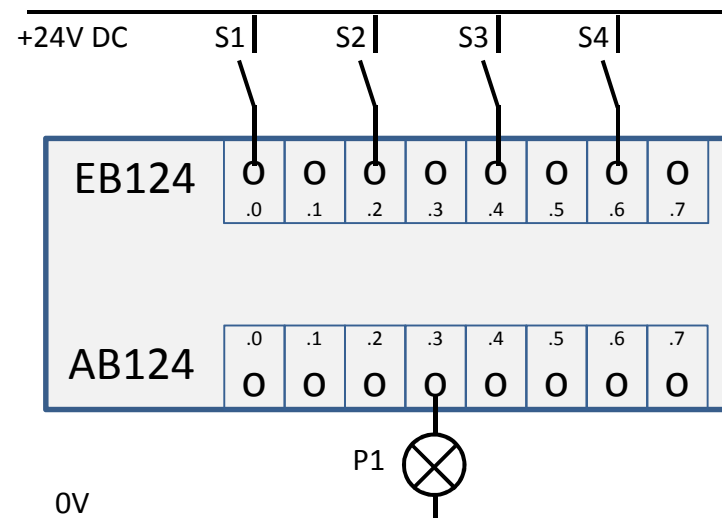 +24V DC S1 S2 S3 S4
EB124 O O O O O O O O
.0 .1 .2 .3 .4 .5 .6 .7
.0 .1 .2 .3 .4 .5 .6 .7
AB124 O O O O O O O O
P1
0V